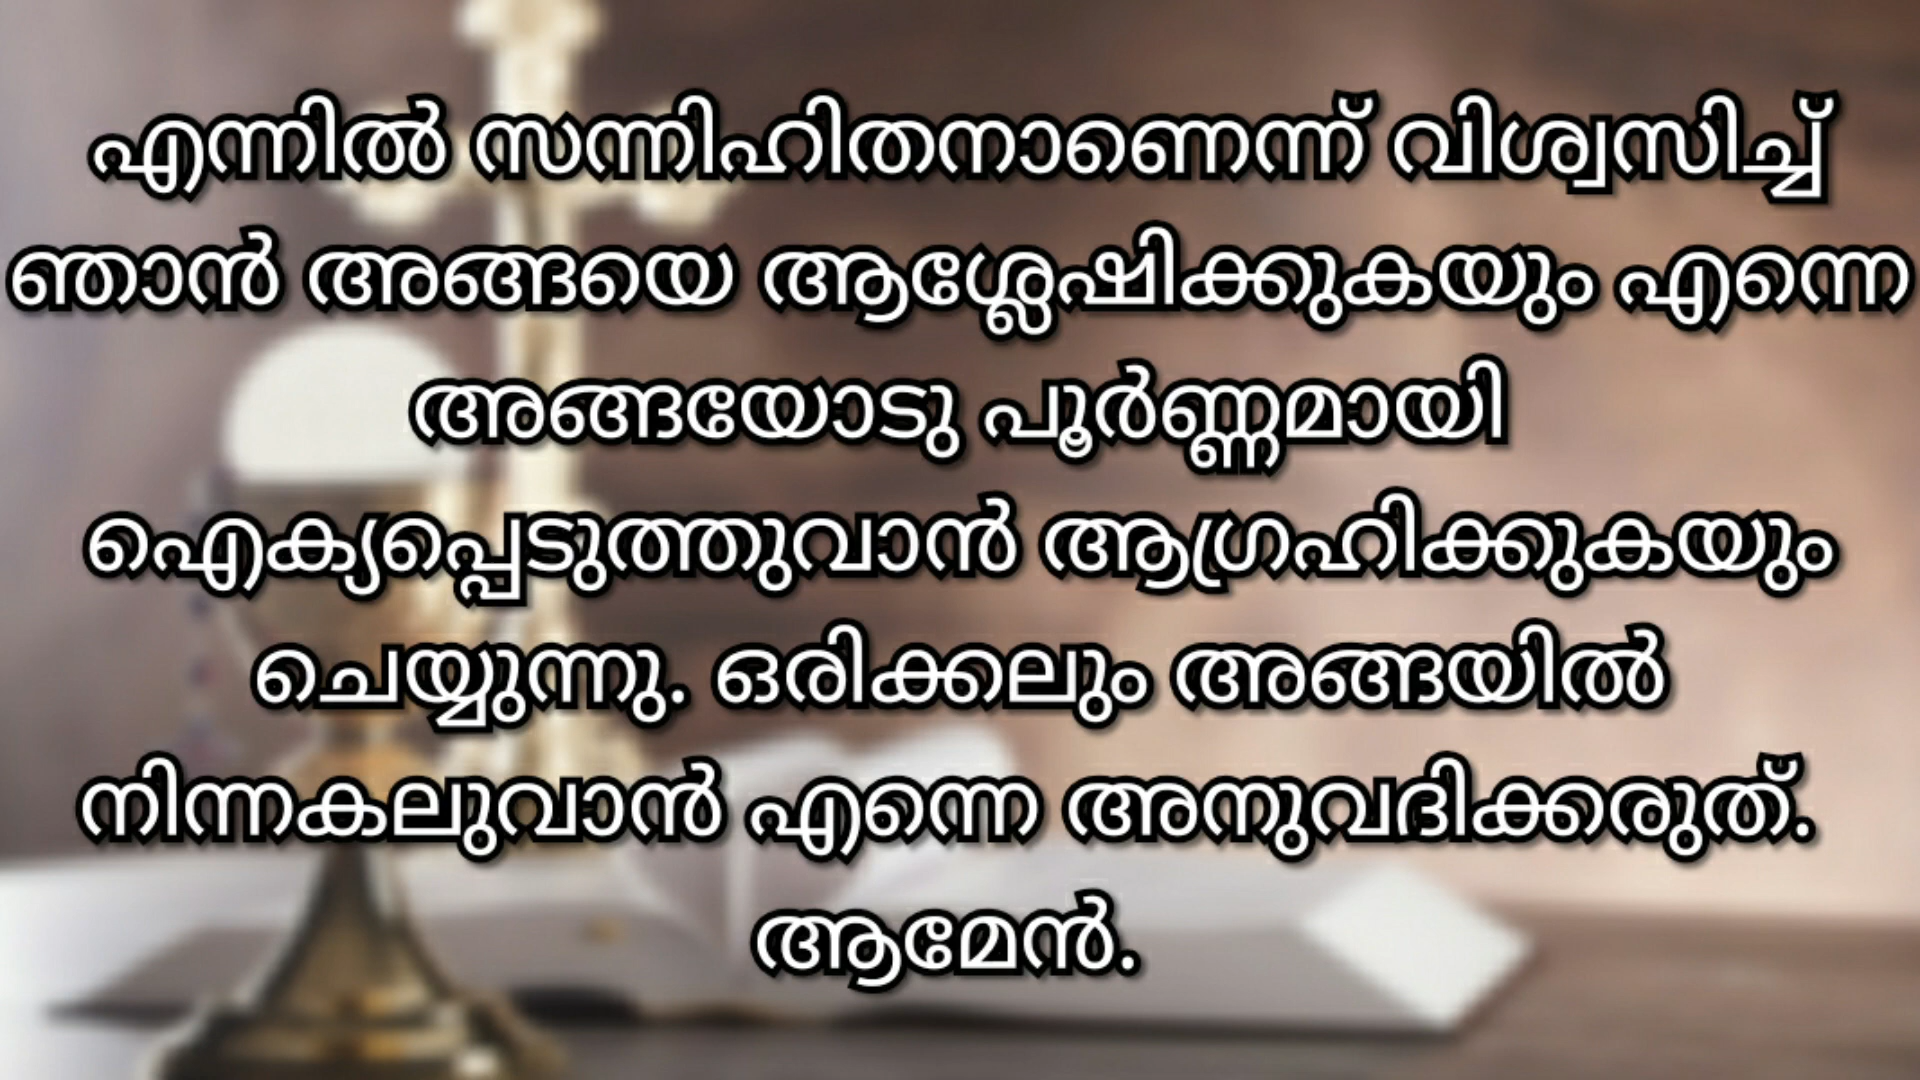 എന്നിൽ സന്നിഹിതനാണെന്ന് വിശ്വസിച്ച്
ഞാൻ അങ്ങയെ ആശ്ലേഷിക്കുകയും എന്നെ
അങ്ങയോടു പൂർണ്ണമായി
ഐക്യപ്പെടുത്തുവാൻ ആഗ്രഹിക്കുകയും
ചെയ്യുന്നു. ഒരിക്കലും അങ്ങയിൽ
നിന്നകലുവാൻ എന്നെ അനുവദിക്കരുത്.
ആമേൻ.